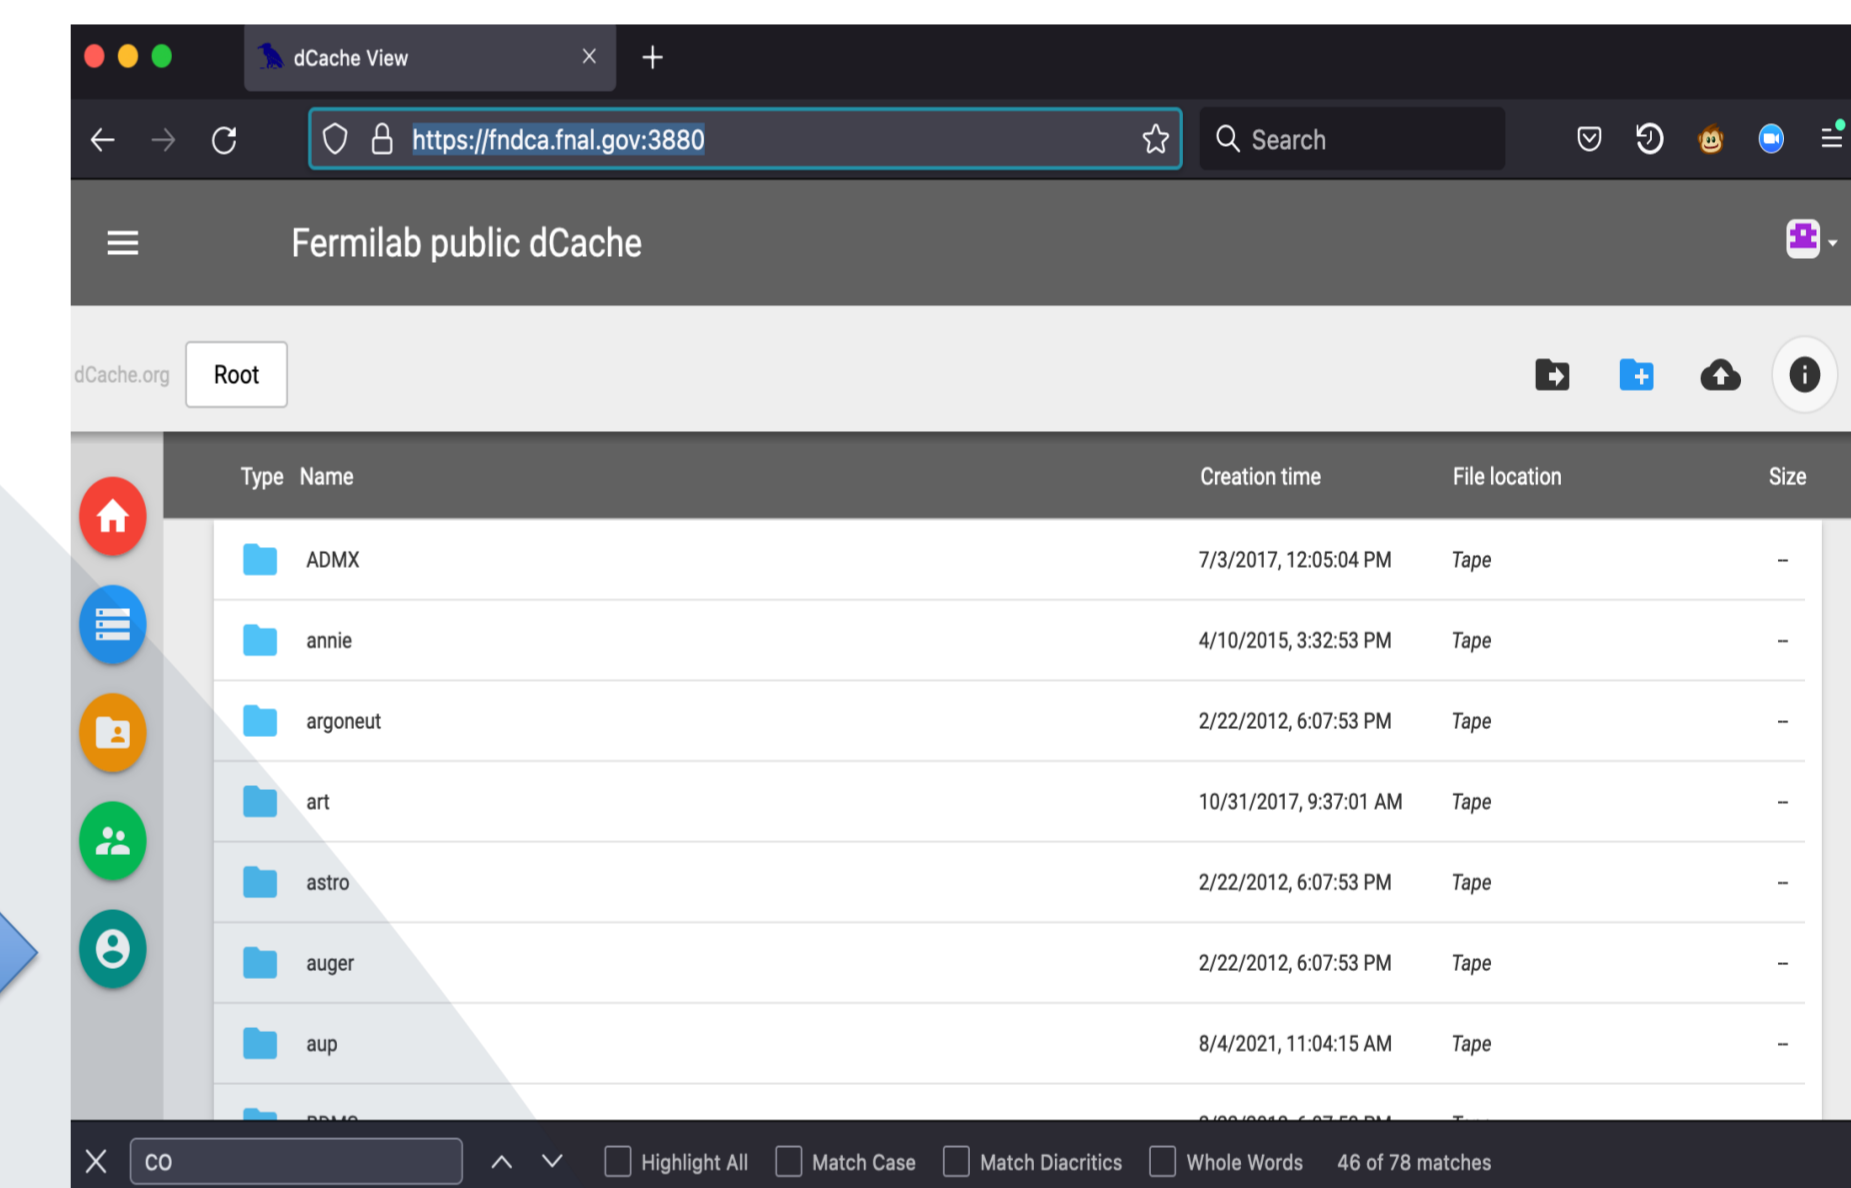 dCache View
https://fndca.fnal.gov:3880 Search
Fermilab public dCache
dCache.org Root
Type Name Creation time File location Size
ADMX 7/3/2017, 12:05:04 PM Tape --
annie 4/10/2015, 3:32:53 PM Tape --
argoneut 2/22/2012, 6:07:53 PM Tape --
art 10/31/2017, 9:37:01 AM Tape --
astro 2/22/2012, 6:07:53 PM Tape --
auger 2/22/2012, 6:07:53 PM Tape --
aup 8/4/2021, 11:04:15 AM Tape --
CO Highlight All Match Case Match Diacritics Whole Words 46 of 78 matches